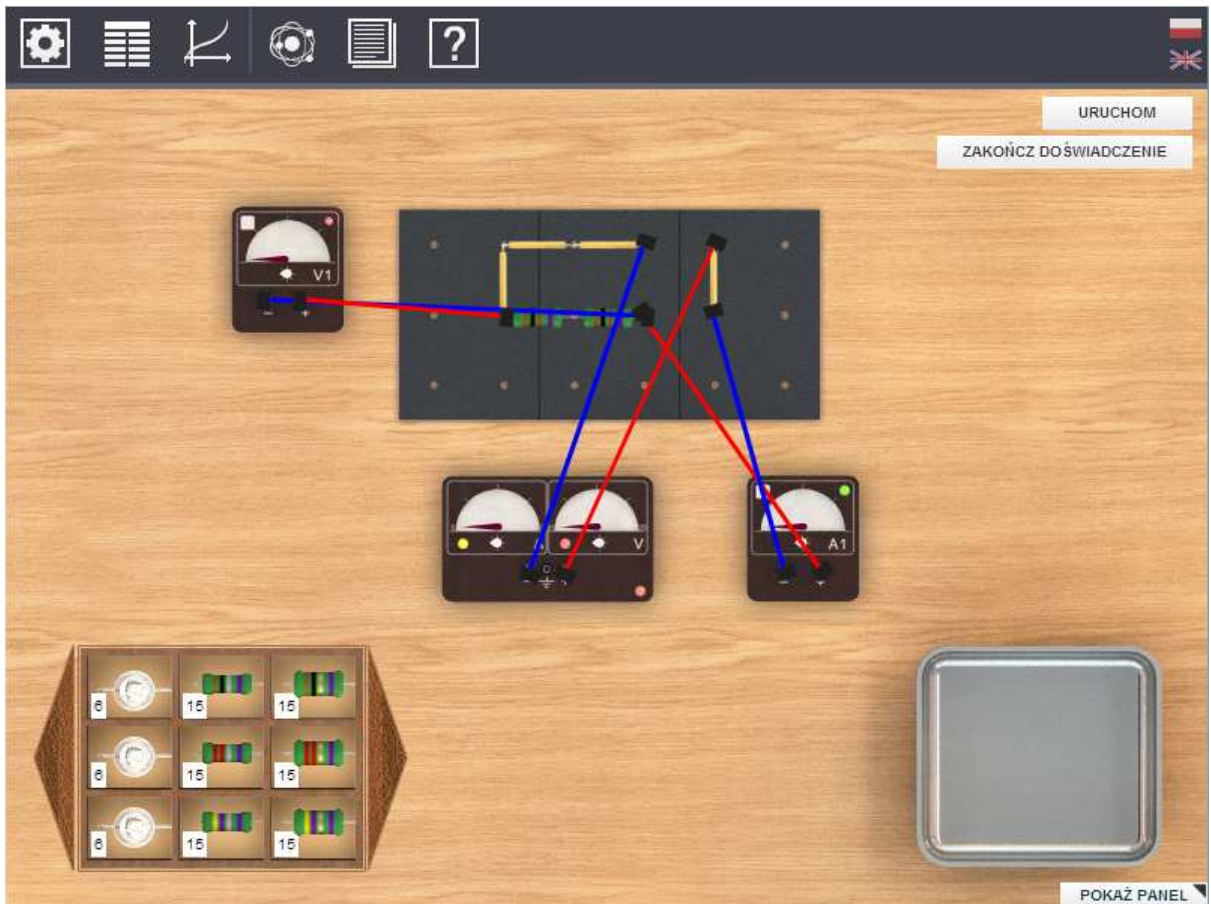 ?
URUCHOM
ZAKOŃCZ DOŚWIADCZENIE
V1
- +
A V
A1
- +
6 15 15
6 15 15
6 15 15
POKAŻ PANEL